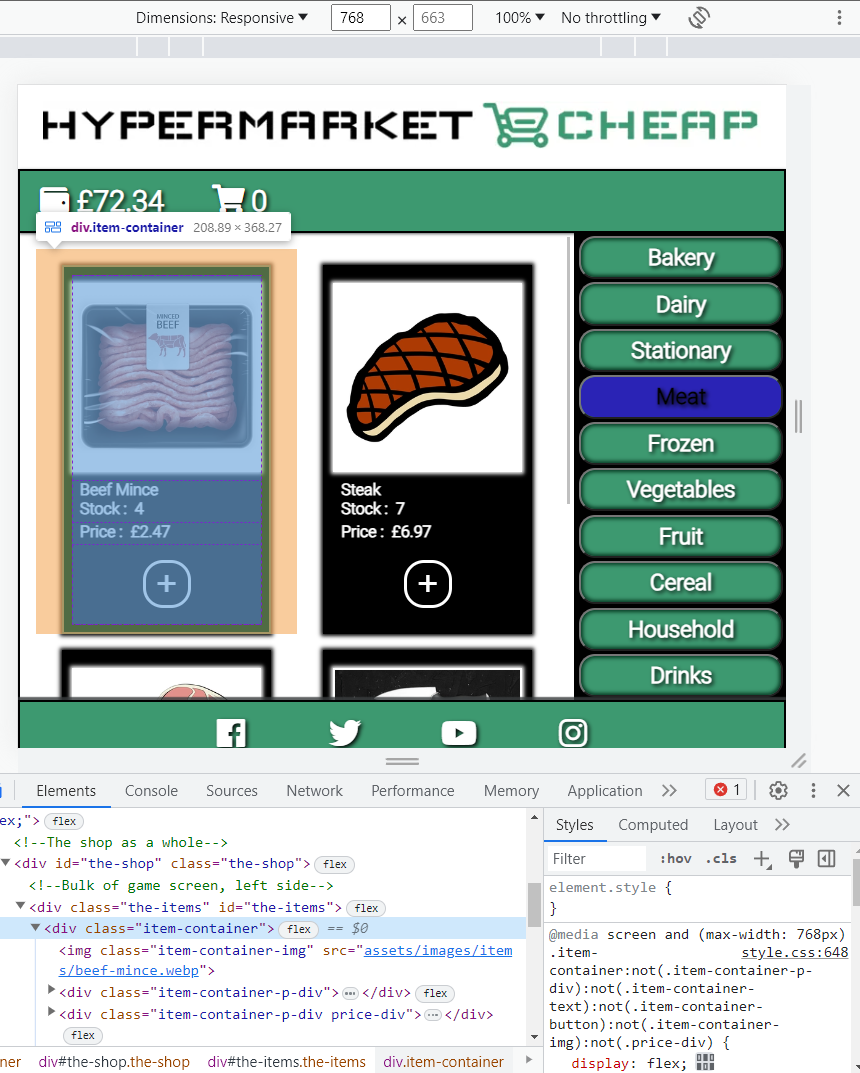 Dimensions: Responsive ▼ 768 × 663 100% ▼ No throttling ▼
HYPERMARKET CHEAP
£72.34 0
div.item-container 208.89 × 368.27
MINCED
BEEF
Beef Mince
Stock : 4
Price : £2.47
+
Steak
Stock : 7
Price : £6.97
+
Bakery
Dairy
Stationary
Meat
Frozen
Vegetables
Fruit
Cereal
Household
Drinks
Elements Console Sources Network Performance Memory Application 1
ex;"> flex
<!--The shop as a whole-->
▼<div id="the-shop" class="the-shop"> flex
<!--Bulk of game screen, left side-->
▼<div class="the-items" id="the-items"> flex
▼<div class="item-container"> flex == $0
<img class="item-container-img" src="assets/images/item
s/beef-mince.webp">
▶<div class="item-container-p-div">…</div> flex
▶<div class="item-container-p-div price-div">…</div>
flex
ner div#the-shop.the-shop div#the-items.the-items div.item-container
Styles Computed Layout
Filter :hov .cls
element.style {
}
@media screen and (max-width: 768px)
.item- style.css:648
container:not(.item-container-p-
div):not(.item-container-
text):not(.item-container-
button):not(.item-container-
img):not(.price-div) {
display: flex;